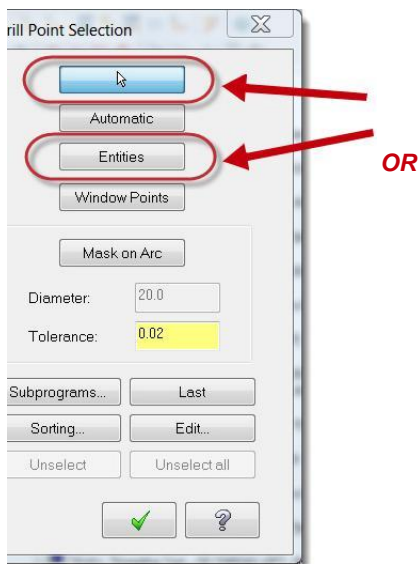 rill Point Selection
Automatic
Entities
OR
Window Points
Mask on Arc
Diameter: 20.0
Tolerance: 0.02
Subprograms... Last
Sorting... Edit...
Unselect Unselect all